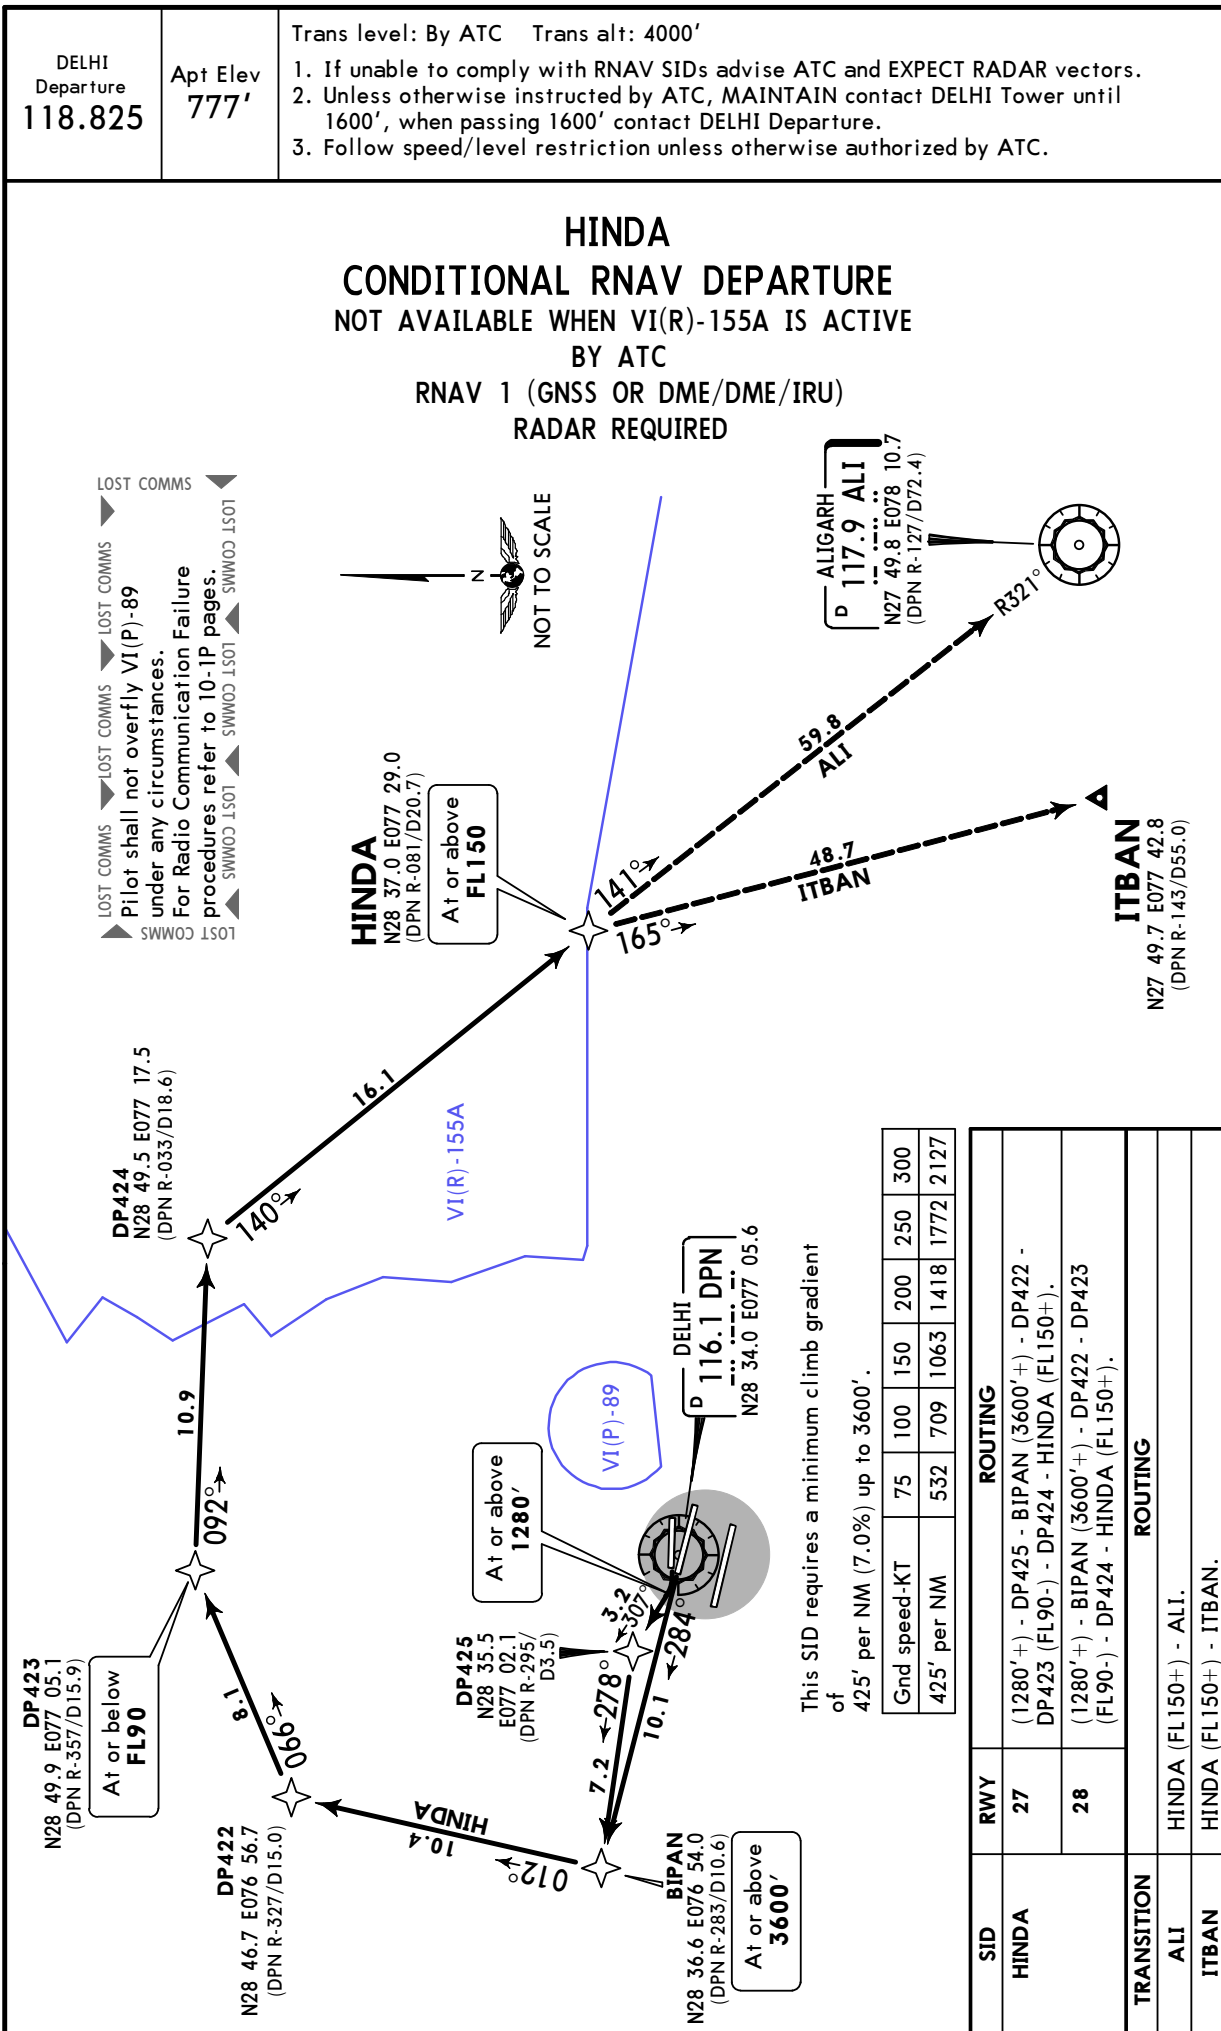 DELHI
Departure
118.825
Apt Elev
777'
Trans level: By ATC Trans alt: 4000'
1. If unable to comply with RNAV SIDs advise ATC and EXPECT RADAR vectors.
2. Unless otherwise instructed by ATC, MAINTAIN contact DELHI Tower until
1600', when passing 1600' contact DELHI Departure.
3. Follow speed/level restriction unless otherwise authorized by ATC.
HINDA
CONDITIONAL RNAV DEPARTURE
NOT AVAILABLE WHEN VI(R)-155A IS ACTIVE
BY ATC
RNAV 1 (GNSS OR DME/DME/IRU)
RADAR REQUIRED
LOST COMMS LOST COMMS LOST COMMS LOST COMMS
Pilot shall not overfly VI(P)-89
under any circumstances.
For Radio Communication Failure
procedures refer to 10-1P pages.
LOST COMMS LOST COMMS LOST COMMS LOST COMMS
N
NOT TO SCALE
ALIGARH
D
117.9 ALI
N27 49.8 E078 10.7
(DPN R-127/D72.4)
R321°
59.8
ALI
141°
48.7
ITBAN
165°
ITBAN
N27 49.7 E077 42.8
(DPN R-143/D55.0)
HINDA
N28 37.0 E077 29.0
(DPN R-081/D20.7)
At or above
FL150
16.1
140°
DP424
N28 49.5 E077 17.5
(DPN R-033/D18.6)
VI(R)-155A
10.9
092°
DP423
N28 49.9 E077 05.1
(DPN R-357/D15.9)
At or below
FL90
8.1
066°
DP422
N28 46.7 E076 56.7
(DPN R-327/D15.0)
HINDA
10.4
012°
BIPAN
N28 36.6 E076 54.0
(DPN R-283/D10.6)
At or above
3600'
7.2
278°
10.1
284°
3.2
307°
DP425
N28 35.5
E077 02.1
(DPN R-295/
D3.5)
At or above
1280'
VI(P)-89
DELHI
D
116.1 DPN
N28 34.0 E077 05.6
This SID requires a minimum climb gradient
of
425' per NM (7.0%) up to 3600'.
Gnd speed-KT 75 100 150 200 250 300
425' per NM 532 709 1063 1418 1772 2127
SID RWY ROUTING
HINDA 27 (1280'+) - DP425 - BIPAN (3600'+) - DP422 -
DP423 (FL90-) - DP424 - HINDA (FL150+).
28 (1280'+) - BIPAN (3600'+) - DP422 - DP423
(FL90-) - DP424 - HINDA (FL150+).
TRANSITION ROUTING
ALI HINDA (FL150+) - ALI.
ITBAN HINDA (FL150+) - ITBAN.